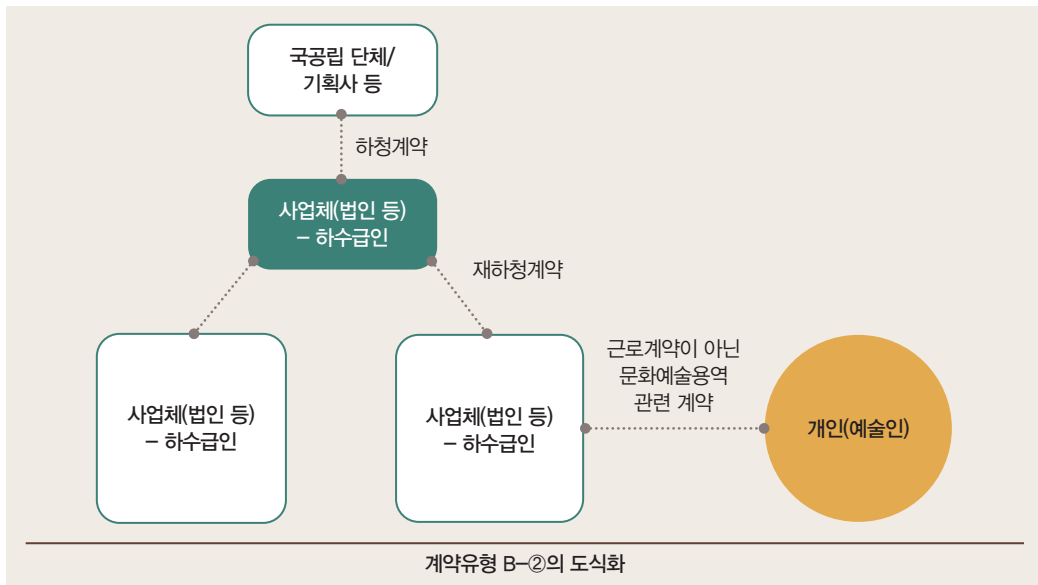 국공립 단체/
기획사 등
하청계약
사업체(법인 등)
– 하수급인
재하청계약
사업체(법인 등)
– 하수급인
사업체(법인 등)
– 하수급인
근로계약이 아닌
문화예술용역
관련 계약
개인(예술인)
계약유형 B–②의 도식화